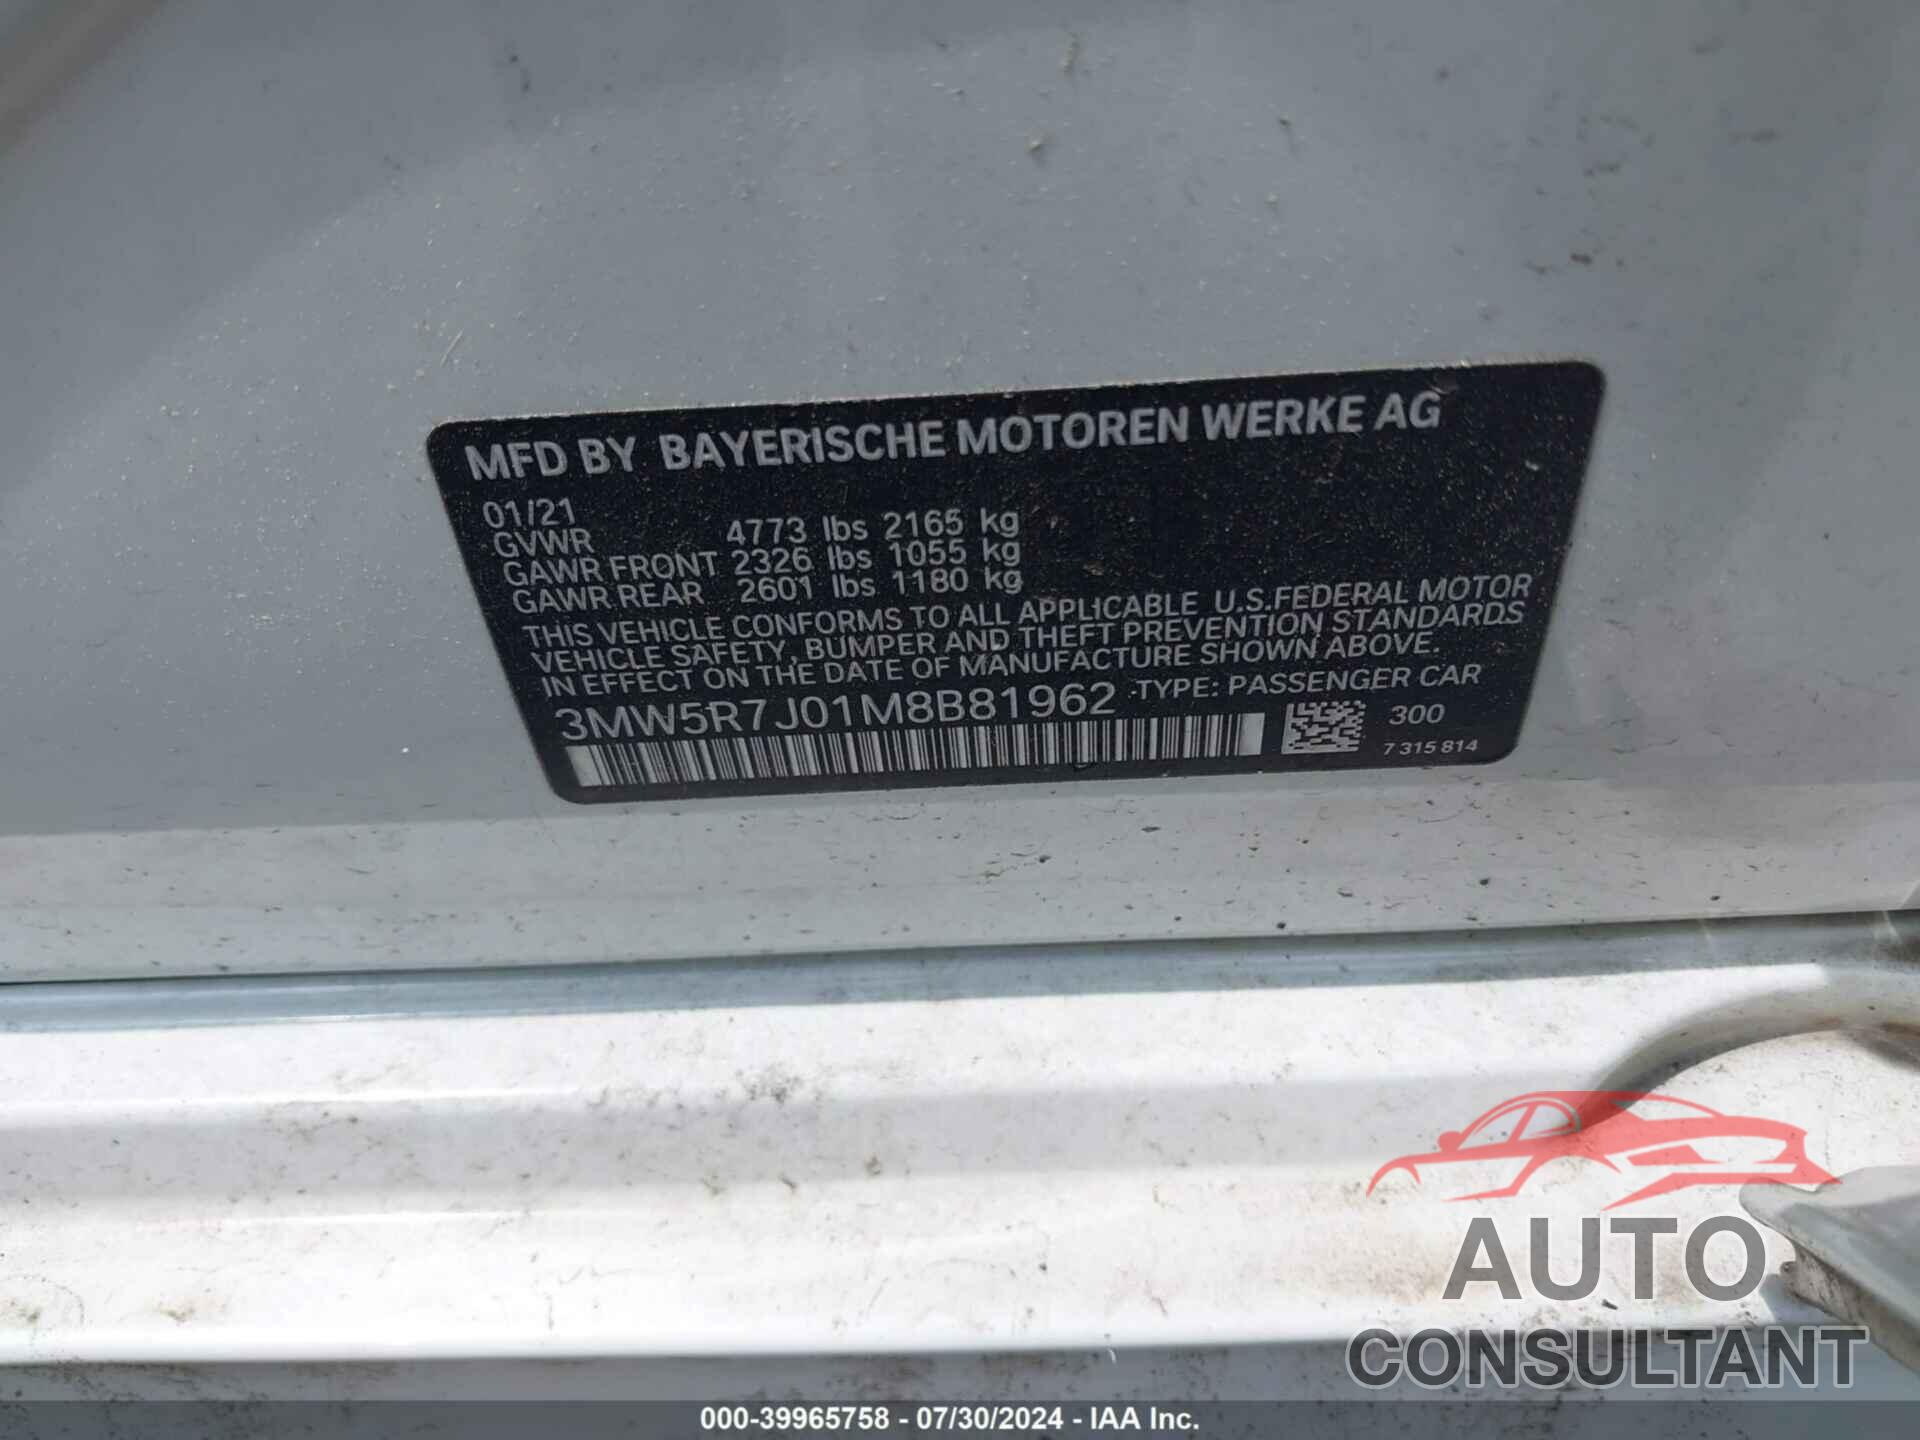 MFD BY BAYERISCHE MOTOREN WERKE AG
01/21
GVWR 4773 lbs 2165 kg
GAWR FRONT 2326 lbs 1055 kg
GAWR REAR 2601 lbs 1180 kg
THIS VEHICLE CONFORMS TO ALL APPLICABLE U.S.FEDERAL MOTOR
VEHICLE SAFETY, BUMPER AND THEFT PREVENTION STANDARDS
IN EFFECT ON THE DATE OF MANUFACTURE SHOWN ABOVE.
3MW5R7J01M8B81962 TYPE: PASSENGER CAR
300
7 315 814
AUTO
CONSULTANT
000-39965758 - 07/30/2024 - IAA Inc.